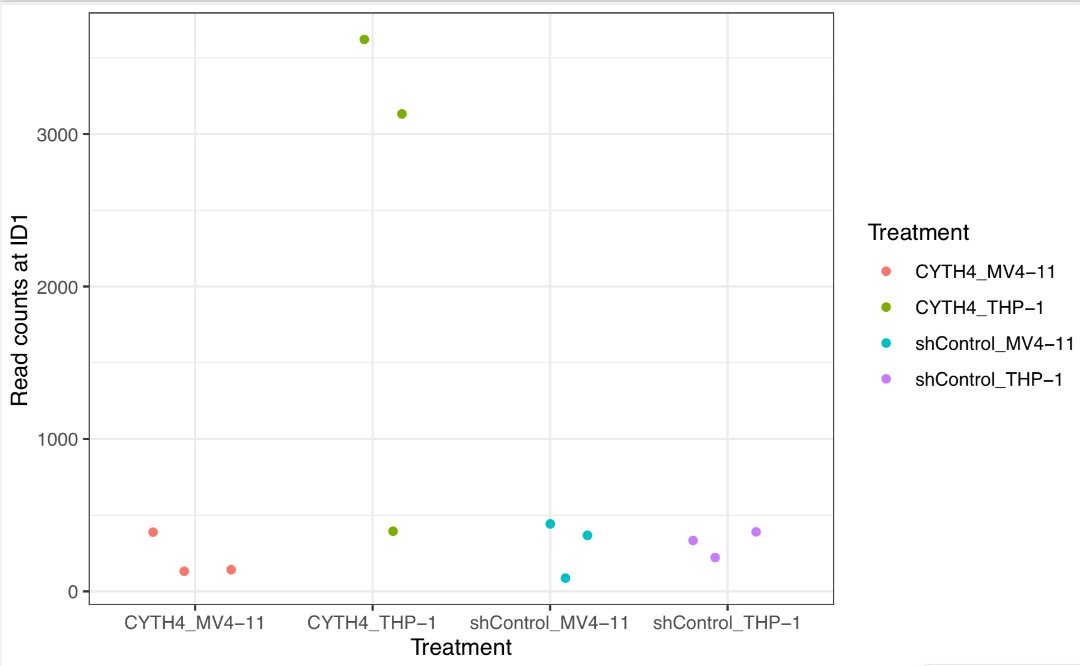 Read counts at ID1
3000
2000
1000
0
CYTH4_MV4−11 CYTH4_THP−1 shControl_MV4−11 shControl_THP−1
Treatment
Treatment
CYTH4_MV4−11
CYTH4_THP−1
shControl_MV4−11
shControl_THP−1